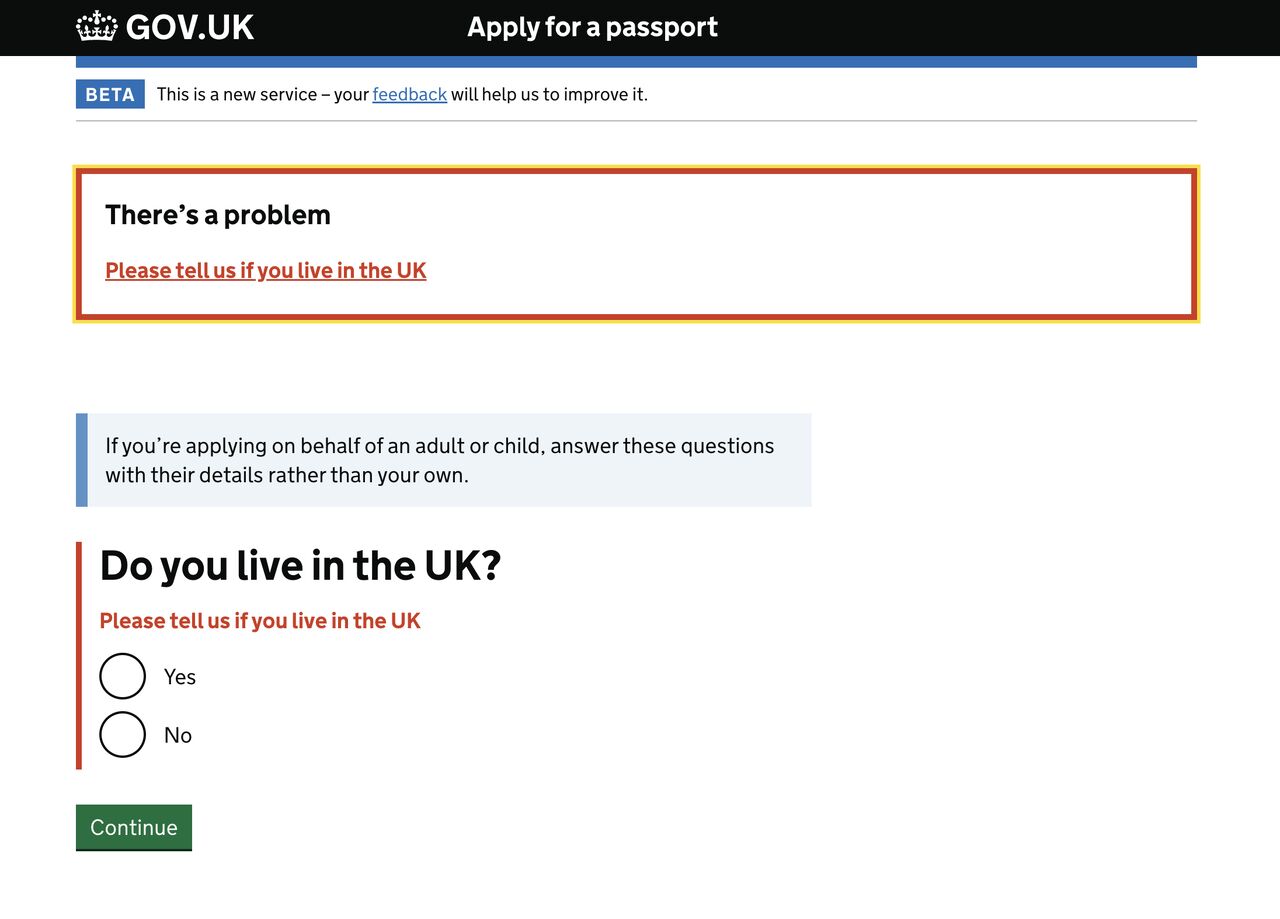 GOV.UK
Apply for a passport
BETA
This is a new service – your feedback will help us to improve it.
There’s a problem
Please tell us if you live in the UK
If you’re applying on behalf of an adult or child, answer these questions
with their details rather than your own.
Do you live in the UK?
Please tell us if you live in the UK
Yes
No
Continue